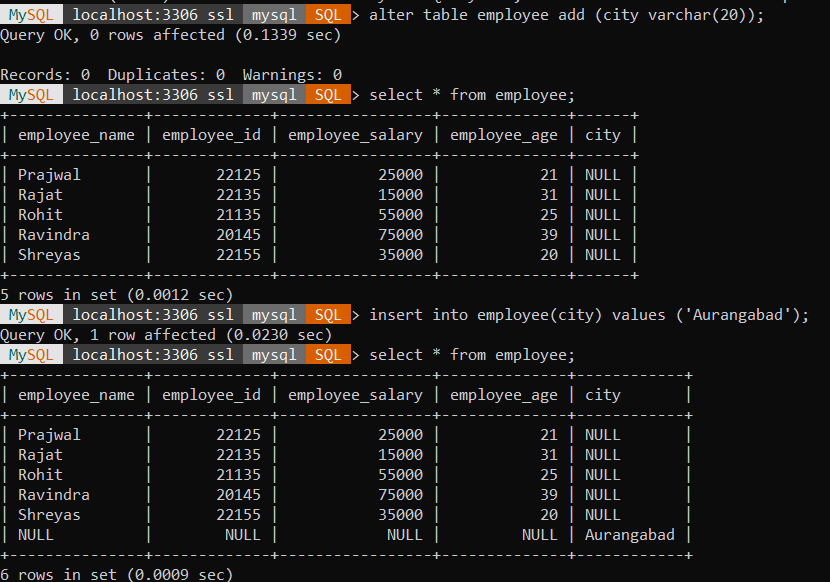 MySQL localhost:3306 ssl mysql SQL > alter table employee add (city varchar(20));
Query OK, 0 rows affected (0.1339 sec)

Records: 0  Duplicates: 0  Warnings: 0
MySQL localhost:3306 ssl mysql SQL > select * from employee;
+---------------+-------------+-----------------+--------------+------+
| employee_name | employee_id | employee_salary | employee_age | city |
+---------------+-------------+-----------------+--------------+------+
| Prajwal       |       22125 |           25000 |           21 | NULL |
| Rajat         |       22135 |           15000 |           31 | NULL |
| Rohit         |       21135 |           55000 |           25 | NULL |
| Ravindra      |       20145 |           75000 |           39 | NULL |
| Shreyas       |       22155 |           35000 |           20 | NULL |
+---------------+-------------+-----------------+--------------+------+
5 rows in set (0.0012 sec)
MySQL localhost:3306 ssl mysql SQL > insert into employee(city) values ('Aurangabad');
Query OK, 1 row affected (0.0230 sec)
MySQL localhost:3306 ssl mysql SQL > select * from employee;
+---------------+-------------+-----------------+--------------+------------+
| employee_name | employee_id | employee_salary | employee_age | city       |
+---------------+-------------+-----------------+--------------+------------+
| Prajwal       |       22125 |           25000 |           21 | NULL       |
| Rajat         |       22135 |           15000 |           31 | NULL       |
| Rohit         |       21135 |           55000 |           25 | NULL       |
| Ravindra      |       20145 |           75000 |           39 | NULL       |
| Shreyas       |       22155 |           35000 |           20 | NULL       |
| NULL          |        NULL |            NULL |         NULL | Aurangabad |
+---------------+-------------+-----------------+--------------+------------+
6 rows in set (0.0009 sec)